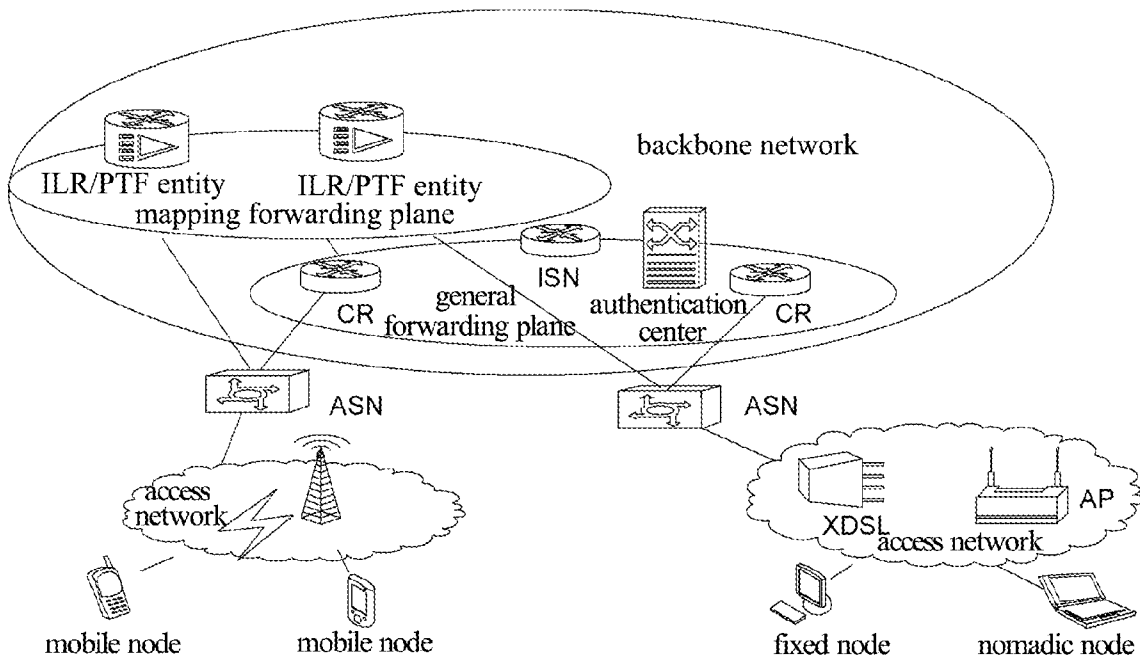 backbone network
ILR/PTF entity
ILR/PTF entity
mapping forwarding plane
ISN
CR
general
forwarding plane
authentication
center
CR
ASN
ASN
access
network
XDSL
AP
access network
mobile node
mobile node
fixed node
nomadic node